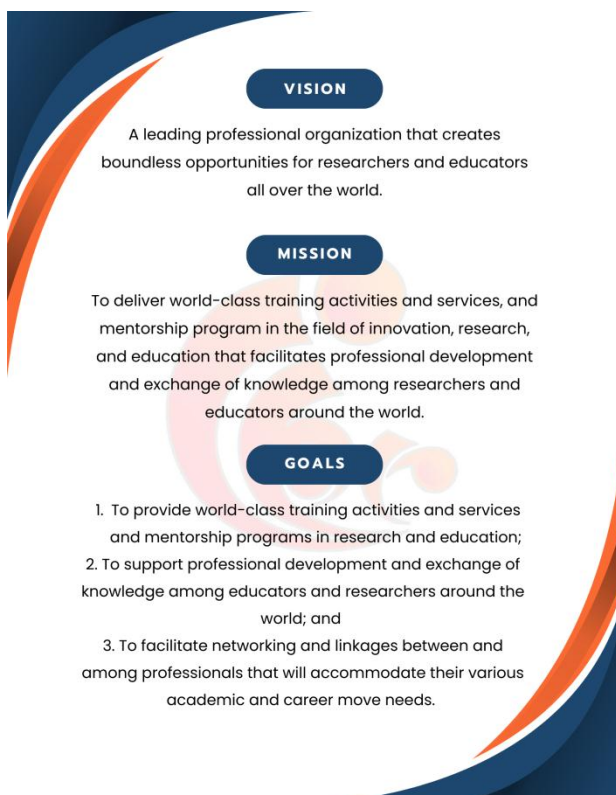 VISION
A leading professional organization that creates
boundless opportunities for researchers and educators
all over the world.
MISSION
To deliver world-class training activities and services, and
mentorship program in the field of innovation, research,
and education that facilitates professional development
and exchange of knowledge among researchers and
educators around the world.
GOALS
1. To provide world-class training activities and services
and mentorship programs in research and education;
2. To support professional development and exchange of
knowledge among educators and researchers around the
world; and
3. To facilitate networking and linkages between and
among professionals that will accommodate their various
academic and career move needs.